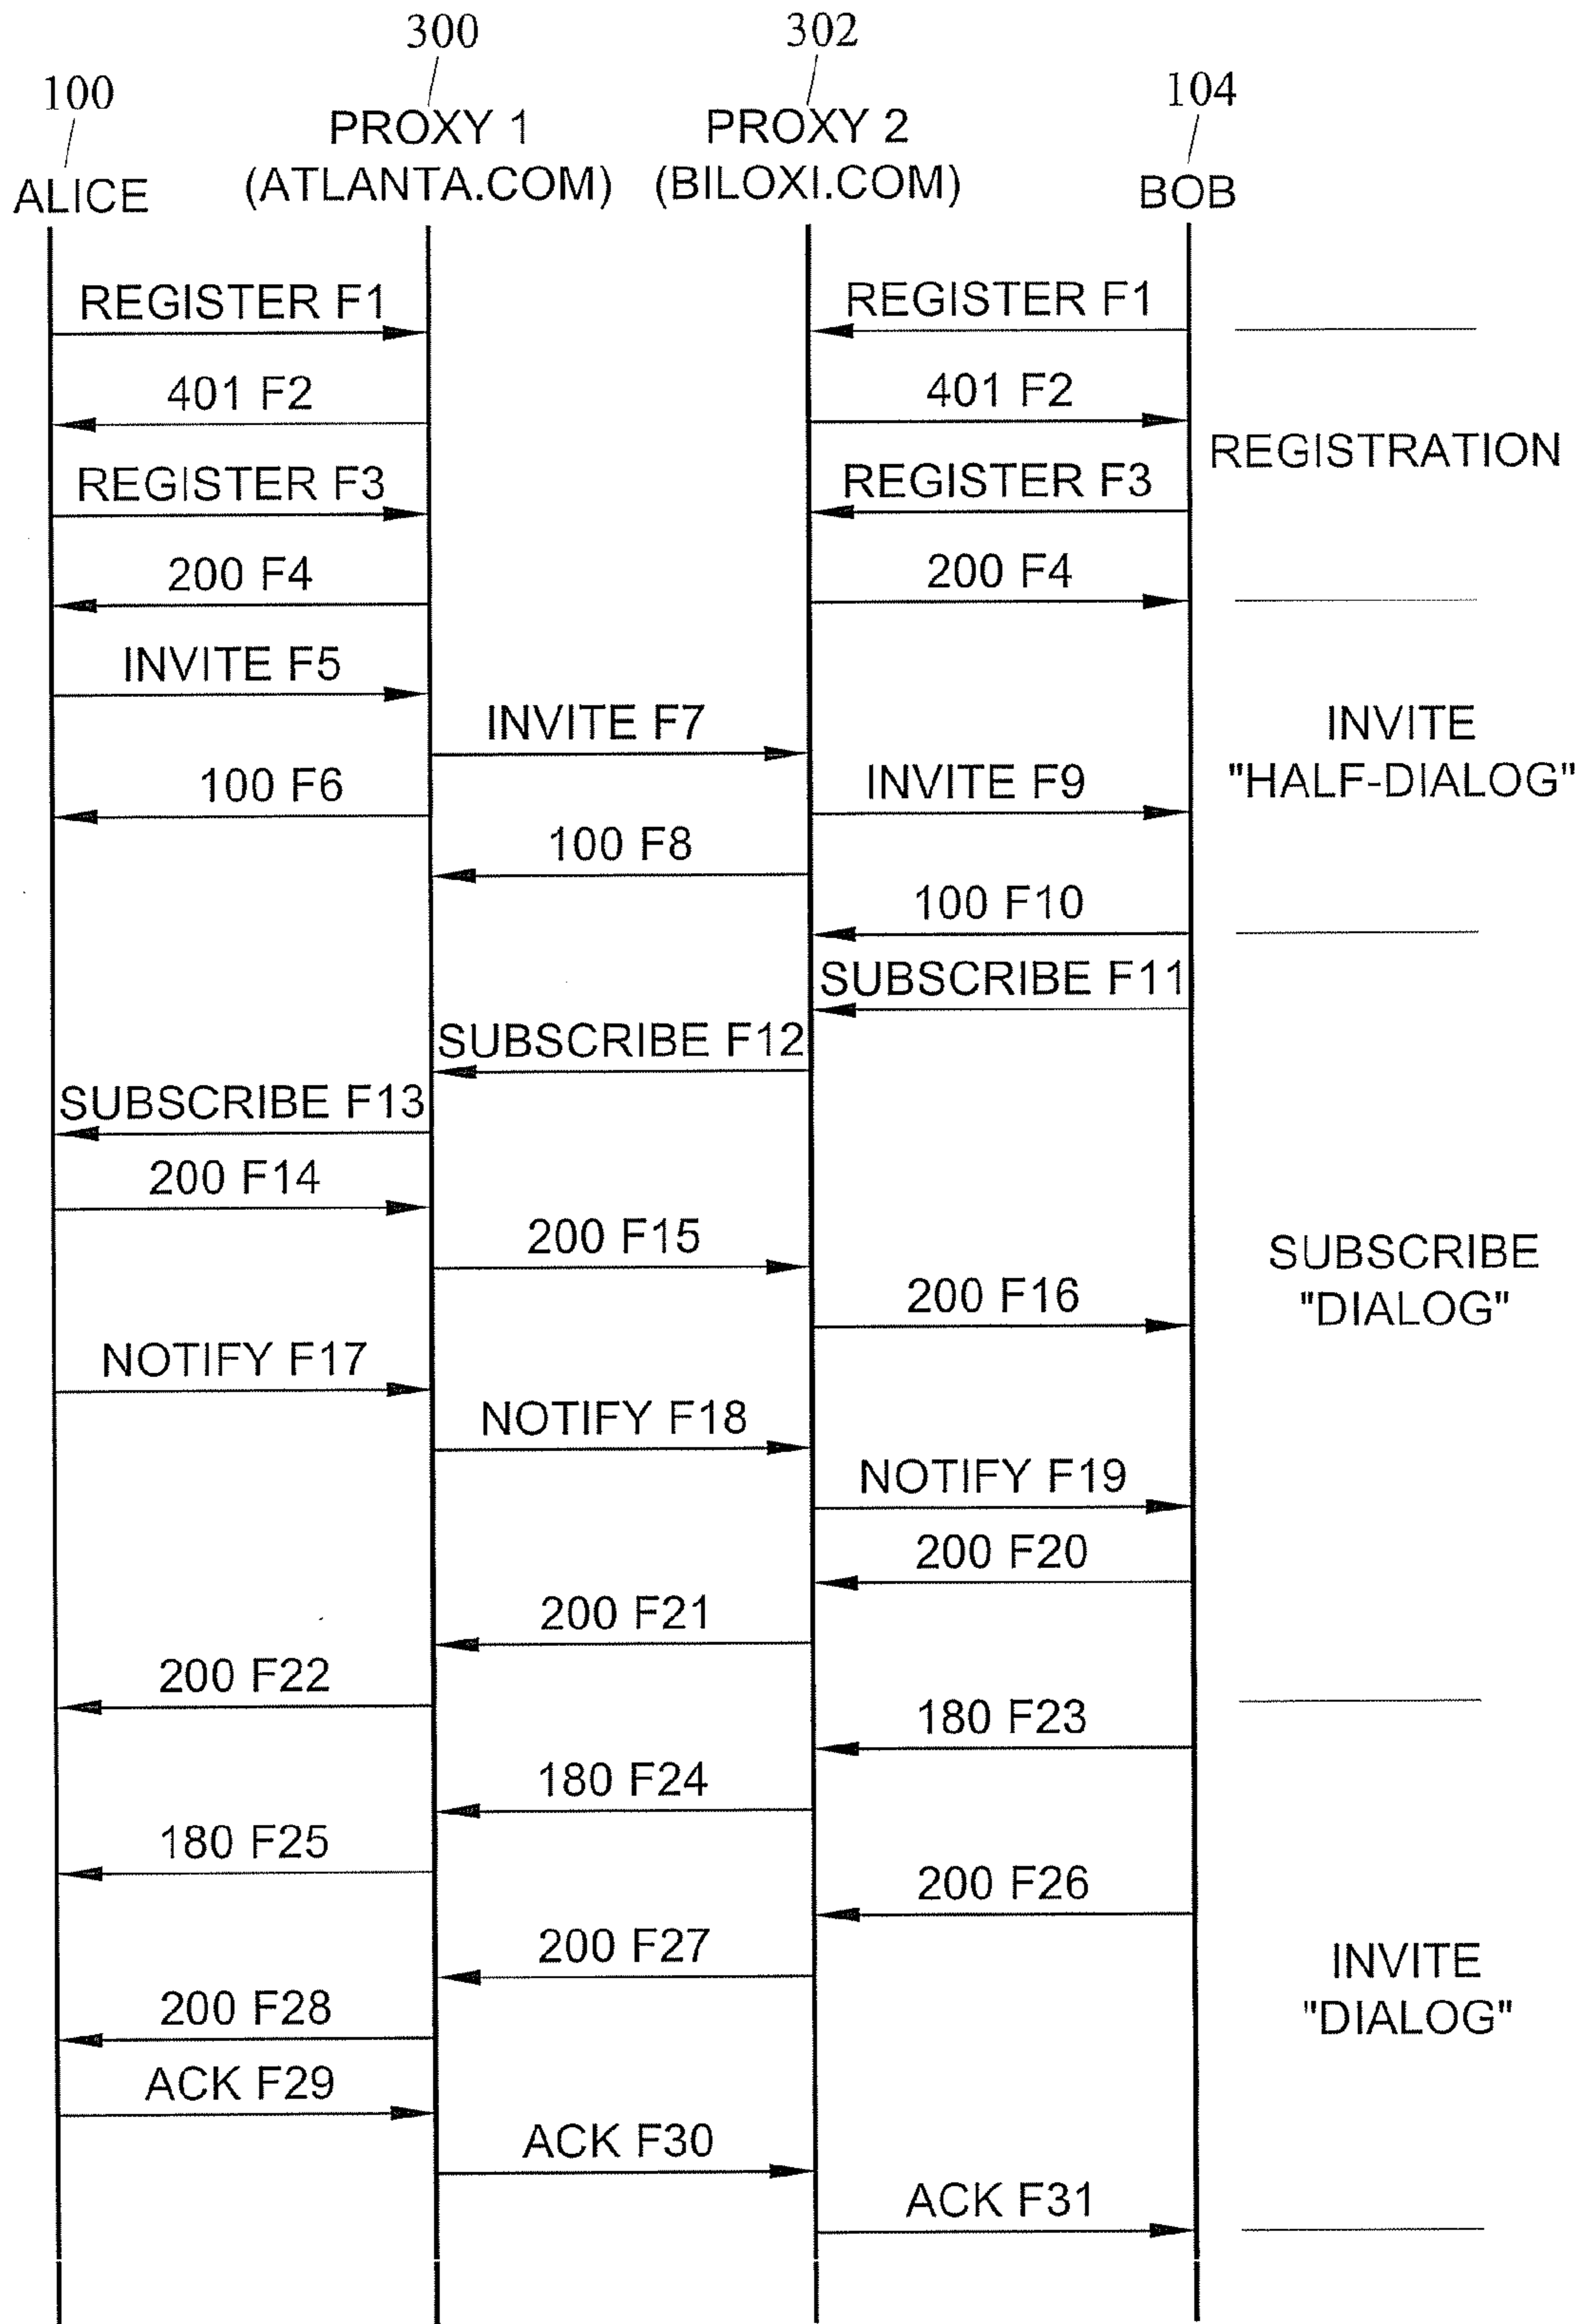 300
302
100
104
PROXY 1
PROXY 2
(ATLANTA.COM)
(BILOXI.COM)
ALICE
BOB
REGISTER F1
REGISTER F1
401 F2
401 F2
REGISTRATION
REGISTER F3
REGISTER F3
200 F4
200 F4
INVITE F5
INVITE F7
INVITE
"HALF-DIALOG"
100 F6
INVITE F9
100 F8
100 F10
SUBSCRIBE F11
SUBSCRIBE F12
SUBSCRIBE F13
200 F14
200 F15
SUBSCRIBE
"DIALOG"
200 F16
NOTIFY F17
NOTIFY F18
NOTIFY F19
200 F20
200 F21
200 F22
180 F23
180 F24
180 F25
200 F26
200 F27
INVITE
"DIALOG"
200 F28
ACK F29
ACK F30
ACK F31